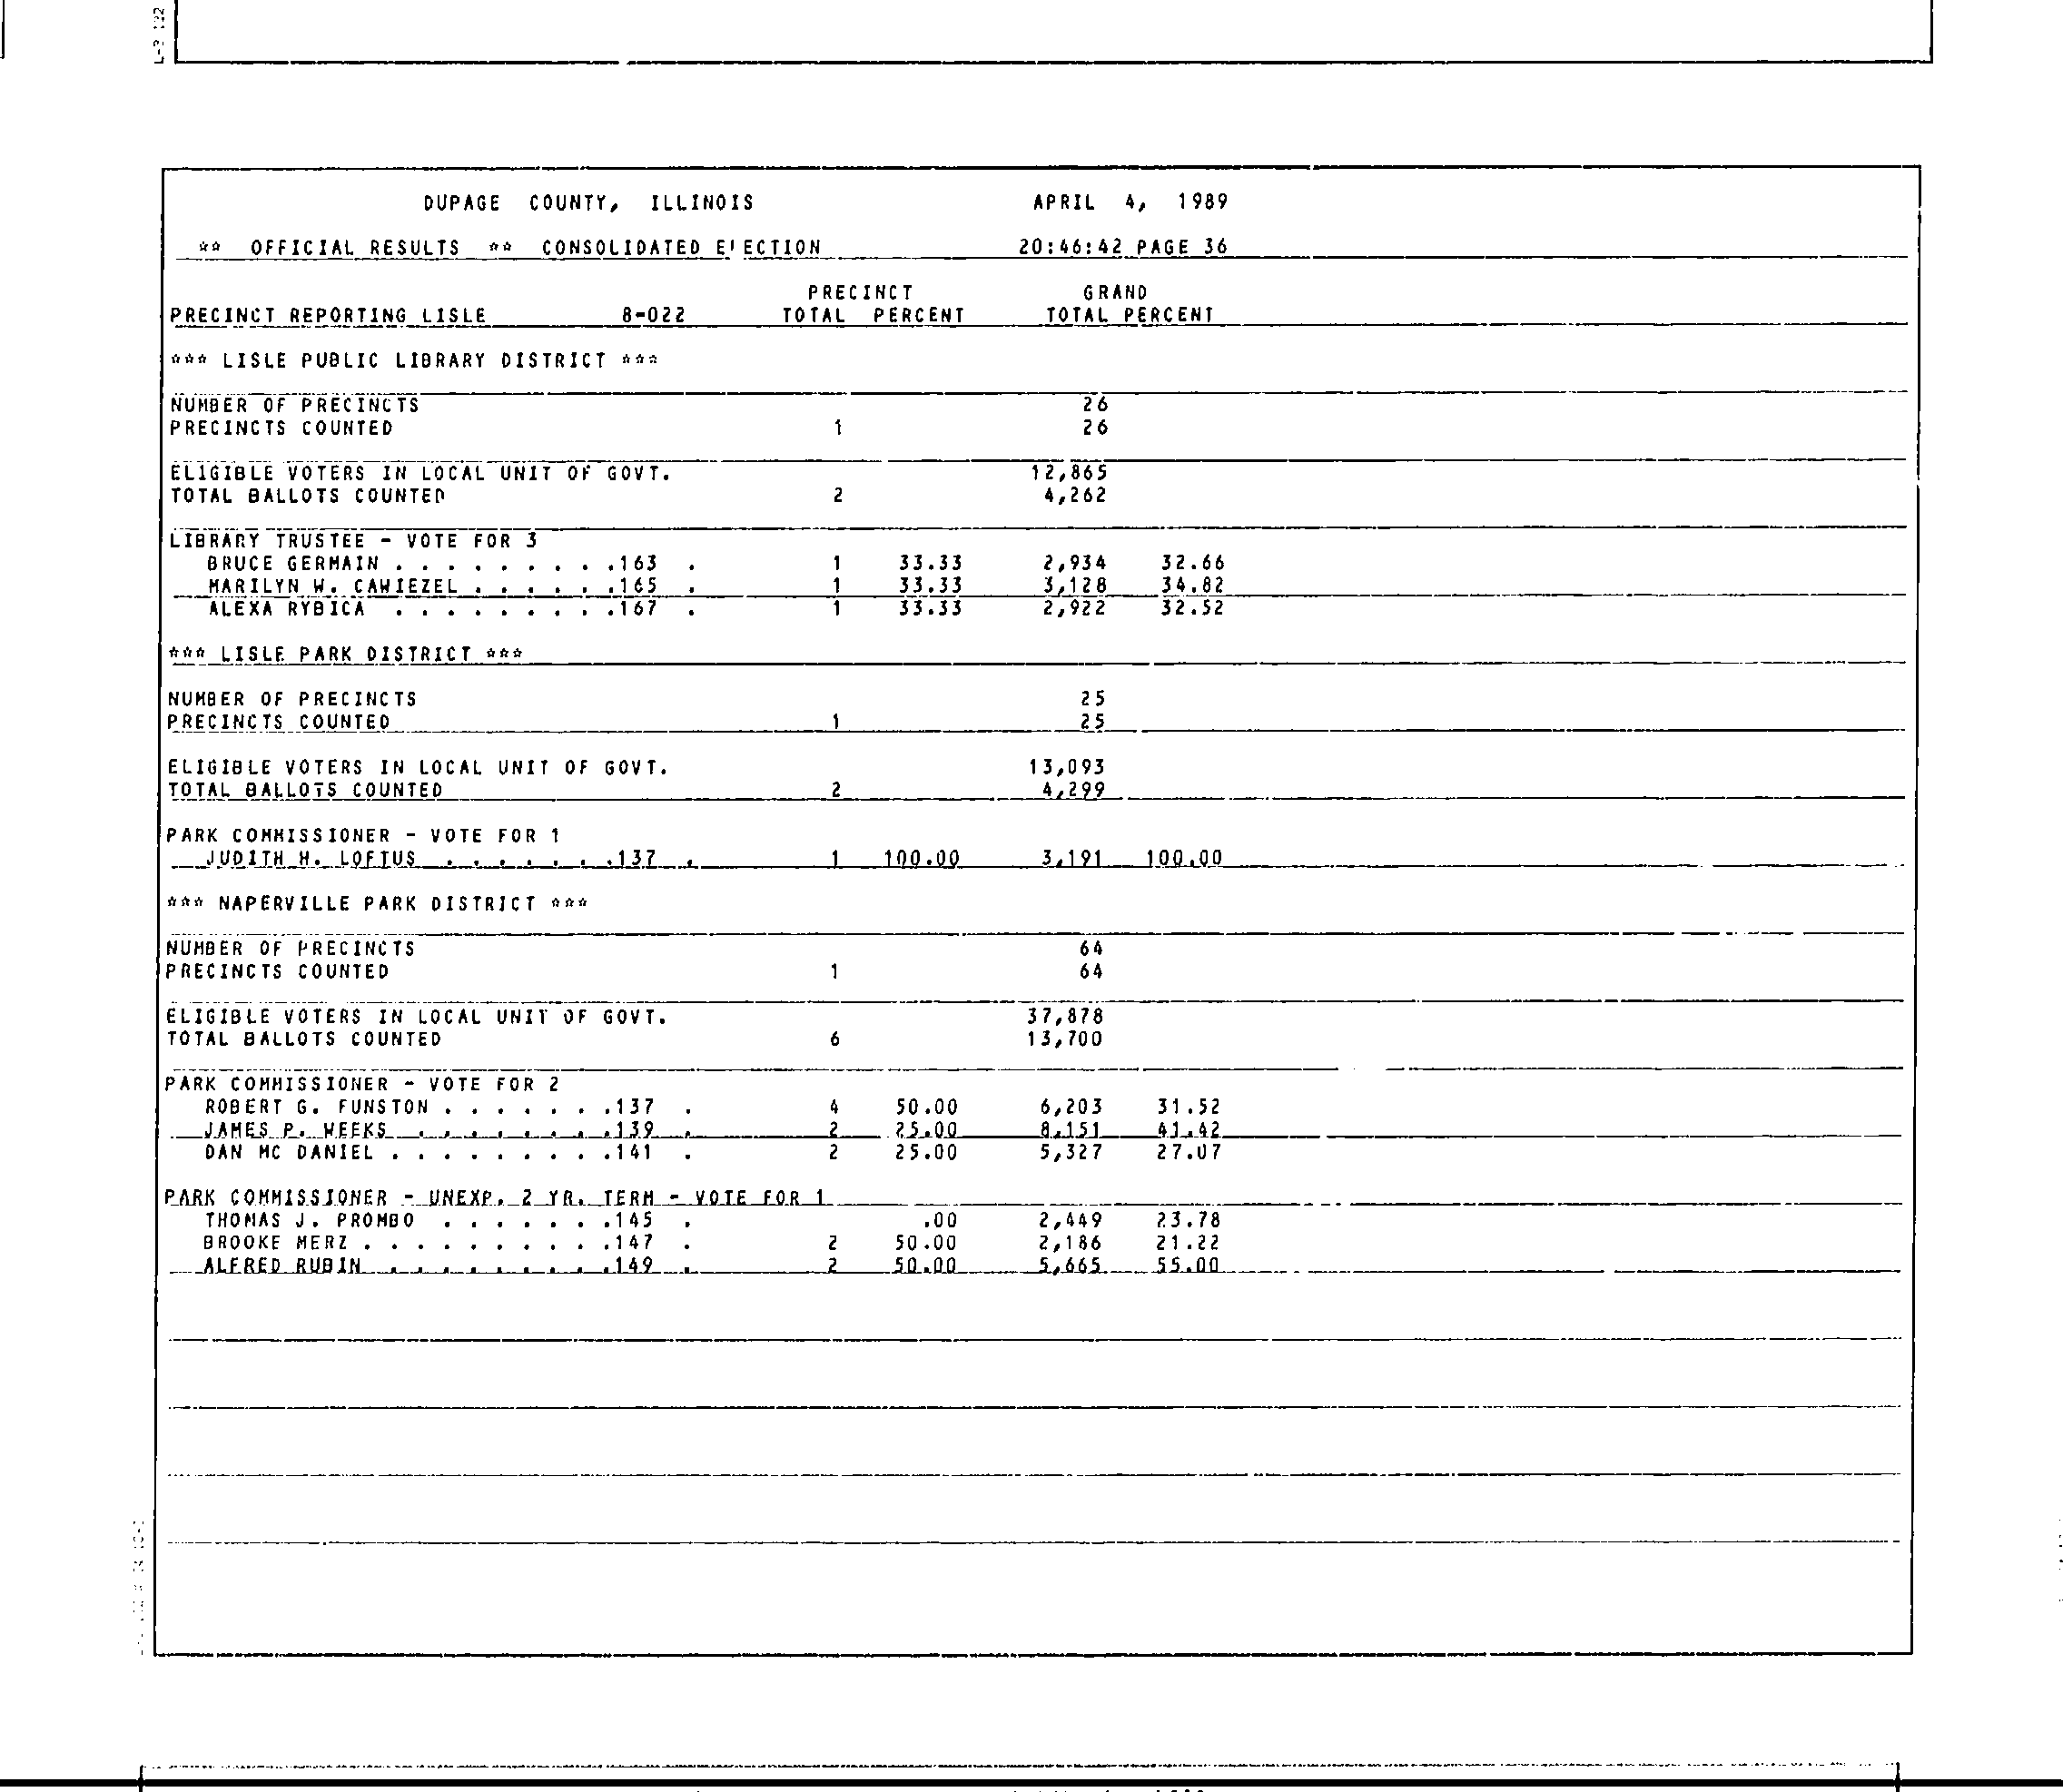 DUPAGE COUNTY, ILLINOIS APRIL 4, 1989
** OFFICIAL RESULTS ** CONSOLIDATED ELECTION 20:46:42 PAGE 36
PRECINCT GRAND
PRECINCT REPORTING LISLE 8-022 TOTAL PERCENT TOTAL PERCENT
*** LISLE PUBLIC LIBRARY DISTRICT ***
NUMBER OF PRECINCTS 26
PRECINCTS COUNTED 1 26
ELIGIBLE VOTERS IN LOCAL UNIT OF GOVT. 12,865
TOTAL BALLOTS COUNTED 2 4,262
LIBRARY TRUSTEE - VOTE FOR 3
BRUCE GERMAIN . . . . . . . . .163 . 1 33.33 2,934 32.66
MARILYN W. CAWIEZEL . . . . . .165 . 1 33.33 3,128 34.82
ALEXA RYBICA . . . . . . . . .167 . 1 33.33 2,922 32.52
*** LISLE PARK DISTRICT ***
NUMBER OF PRECINCTS 25
PRECINCTS COUNTED 1 25
ELIGIBLE VOTERS IN LOCAL UNIT OF GOVT. 13,093
TOTAL BALLOTS COUNTED 2 4,299
PARK COMMISSIONER - VOTE FOR 1
JUDITH H. LOFTUS . . . . . . .137 . 1 100.00 3,191 100.00
*** NAPERVILLE PARK DISTRICT ***
NUMBER OF PRECINCTS 64
PRECINCTS COUNTED 1 64
ELIGIBLE VOTERS IN LOCAL UNIT OF GOVT. 37,878
TOTAL BALLOTS COUNTED 6 13,700
PARK COMMISSIONER - VOTE FOR 2
ROBERT G. FUNSTON . . . . . . .137 . 4 50.00 6,203 31.52
JAMES P. WEEKS . . . . . . . .139 . 2 25.00 8,151 41.42
DAN MC DANIEL . . . . . . . . .141 . 2 25.00 5,327 27.07
PARK COMMISSIONER - UNEXP. 2 YR. TERM - VOTE FOR 1
THOMAS J. PROMBO . . . . . . .145 . .00 2,449 23.78
BROOKE MERZ . . . . . . . . . .147 . 2 50.00 2,186 21.22
ALFRED RUBIN . . . . . . . . .149 . 2 50.00 5,665 55.00